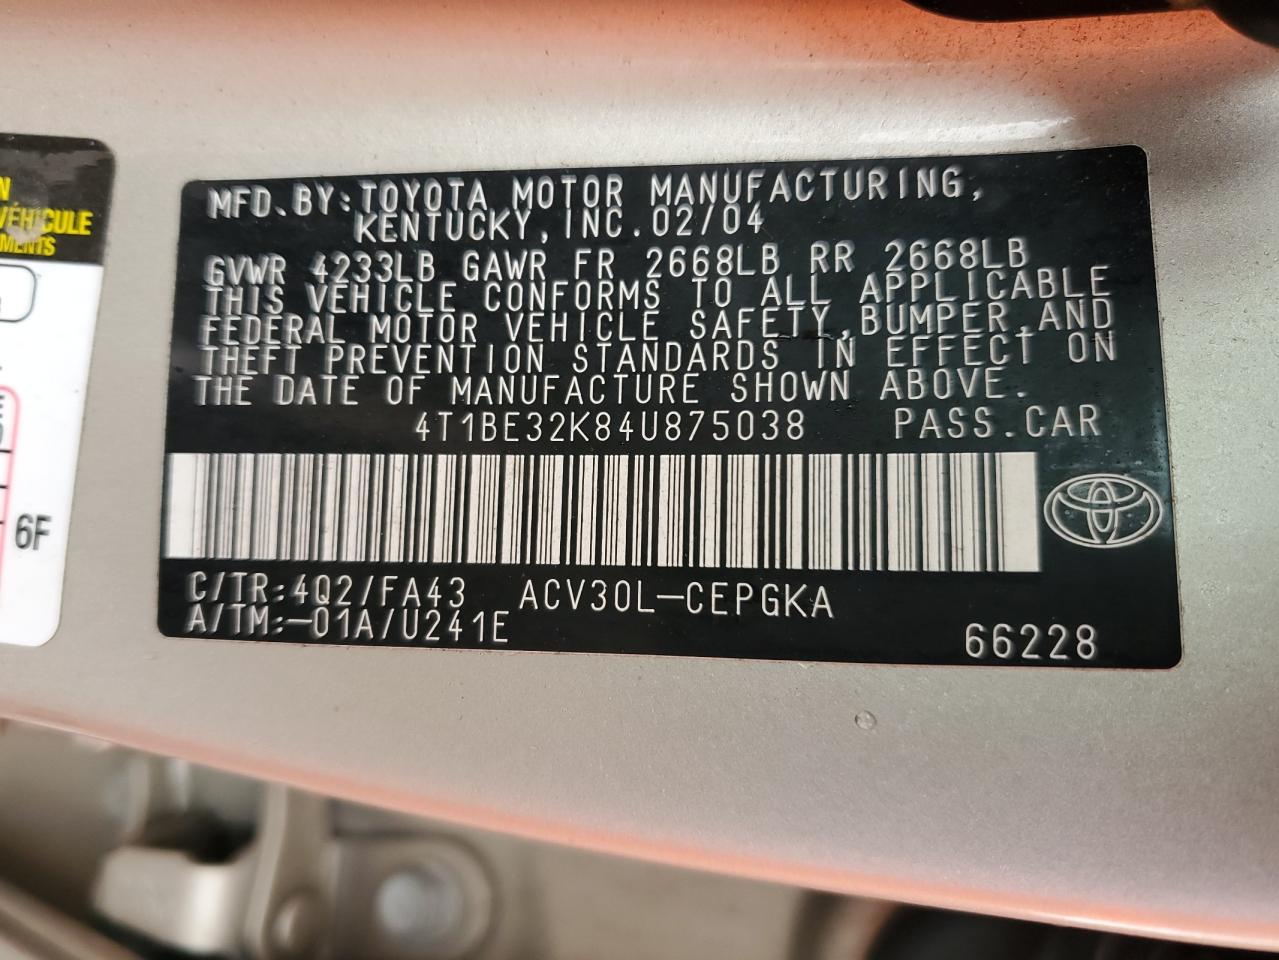 N
VÉHICULE
MENTS
6F
MFD. BY: TOYOTA MOTOR MANUFACTURING,
KENTUCKY, INC. 02/04
GVWR 4233LB GAWR FR 2668LB RR 2668LB
THIS VEHICLE CONFORMS TO ALL APPLICABLE
FEDERAL MOTOR VEHICLE SAFETY, BUMPER, AND
THEFT PREVENTION STANDARDS IN EFFECT ON
THE DATE OF MANUFACTURE SHOWN ABOVE.
4T1BE32K84U875038 PASS. CAR
C/TR: 4Q2/FA43 ACV30L-CEPGKA
A/TM: -01A/U241E
66228